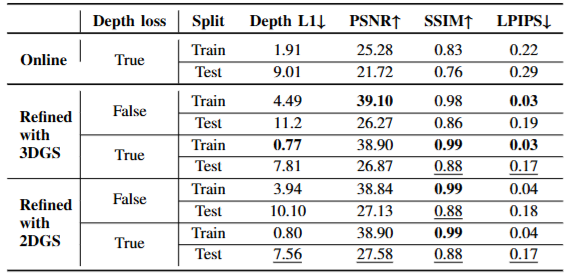 Depth loss Split Depth L1↓ PSNR↑ SSIM↑ LPIPS↓
Online True Train 1.91 25.28 0.83 0.22
Test 9.01 21.72 0.76 0.29
Refined with 3DGS False Train 4.49 39.10 0.98 0.03
Test 11.2 26.27 0.86 0.19
True Train 0.77 38.90 0.99 0.03
Test 7.81 26.87 0.88 0.17
Refined with 2DGS False Train 3.94 38.84 0.99 0.04
Test 10.10 27.13 0.88 0.18
True Train 0.80 38.90 0.99 0.04
Test 7.56 27.58 0.88 0.17